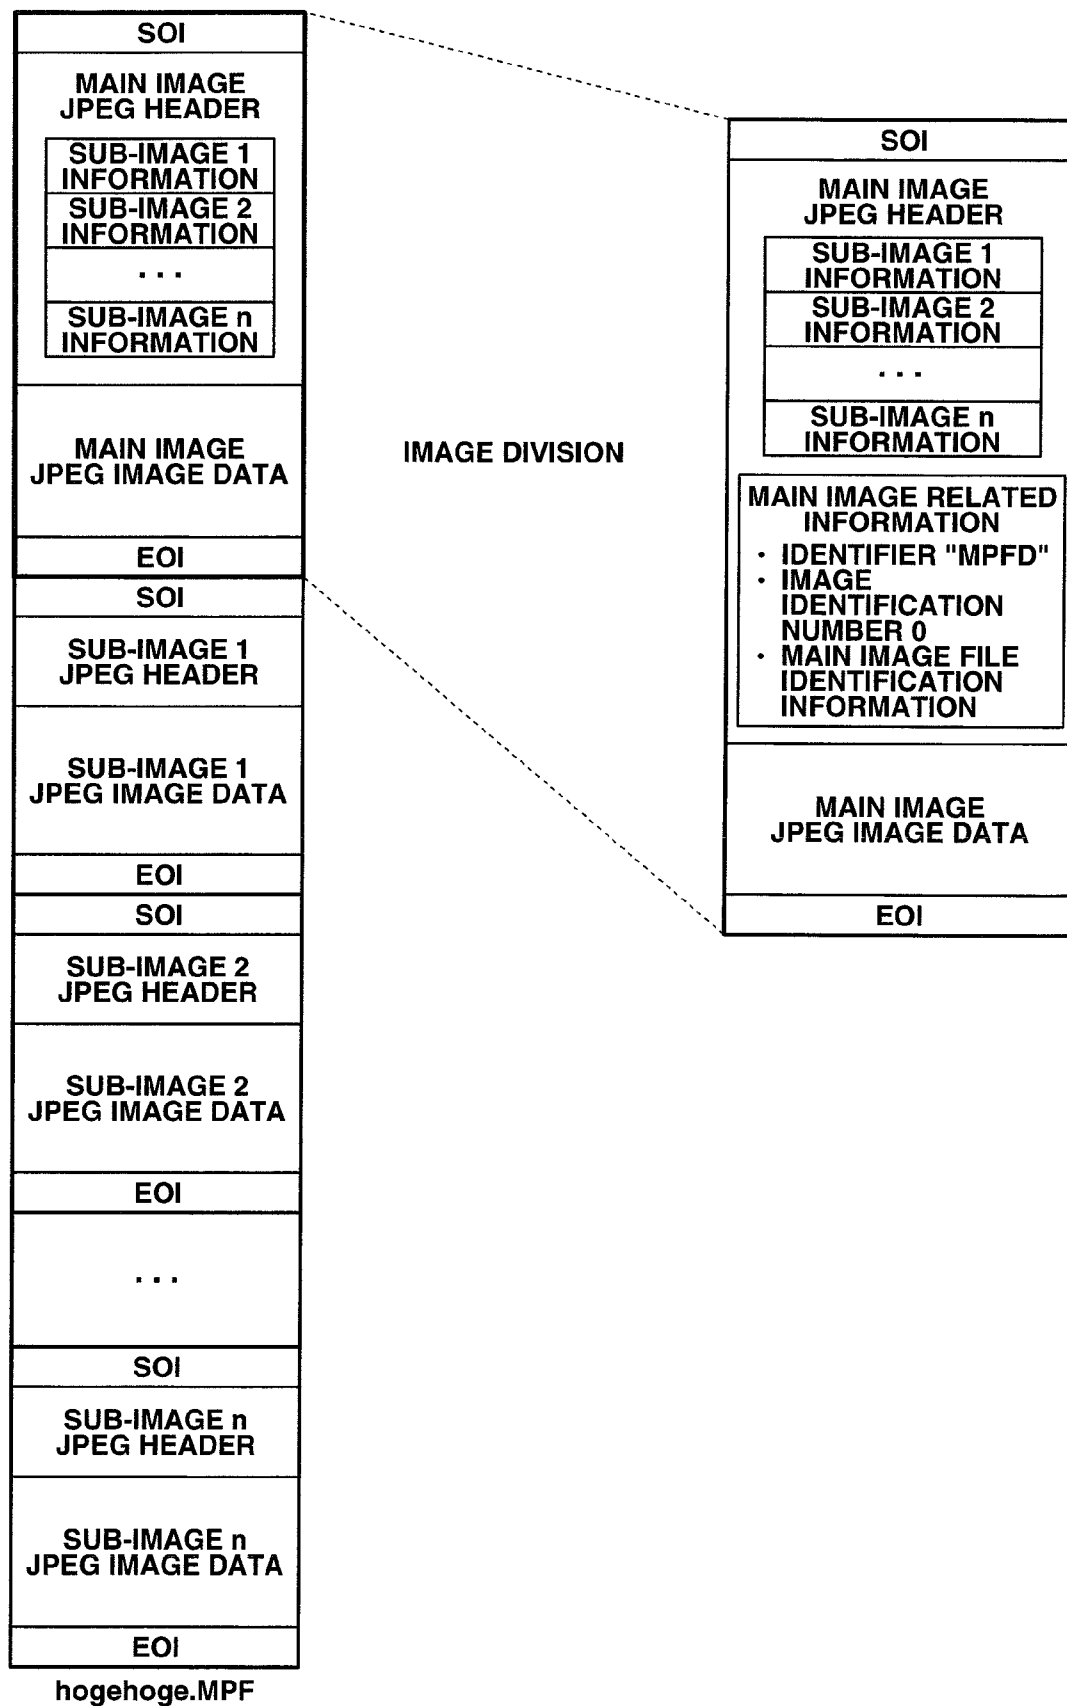 SOI
MAIN IMAGE
JPEG HEADER
SUB-IMAGE 1
INFORMATION
SUB-IMAGE 2
INFORMATION
. . .
SUB-IMAGE n
INFORMATION
MAIN IMAGE
JPEG IMAGE DATA
EOI
SOI
SUB-IMAGE 1
JPEG HEADER
SUB-IMAGE 1
JPEG IMAGE DATA
EOI
SOI
SUB-IMAGE 2
JPEG HEADER
SUB-IMAGE 2
JPEG IMAGE DATA
EOI
. . .
SOI
SUB-IMAGE n
JPEG HEADER
SUB-IMAGE n
JPEG IMAGE DATA
EOI
hogehoge.MPF
IMAGE DIVISION
SOI
MAIN IMAGE
JPEG HEADER
SUB-IMAGE 1
INFORMATION
SUB-IMAGE 2
INFORMATION
. . .
SUB-IMAGE n
INFORMATION
MAIN IMAGE RELATED
INFORMATION
· IDENTIFIER "MPFD"
· IMAGE
IDENTIFICATION
NUMBER 0
· MAIN IMAGE FILE
IDENTIFICATION
INFORMATION
MAIN IMAGE
JPEG IMAGE DATA
EOI